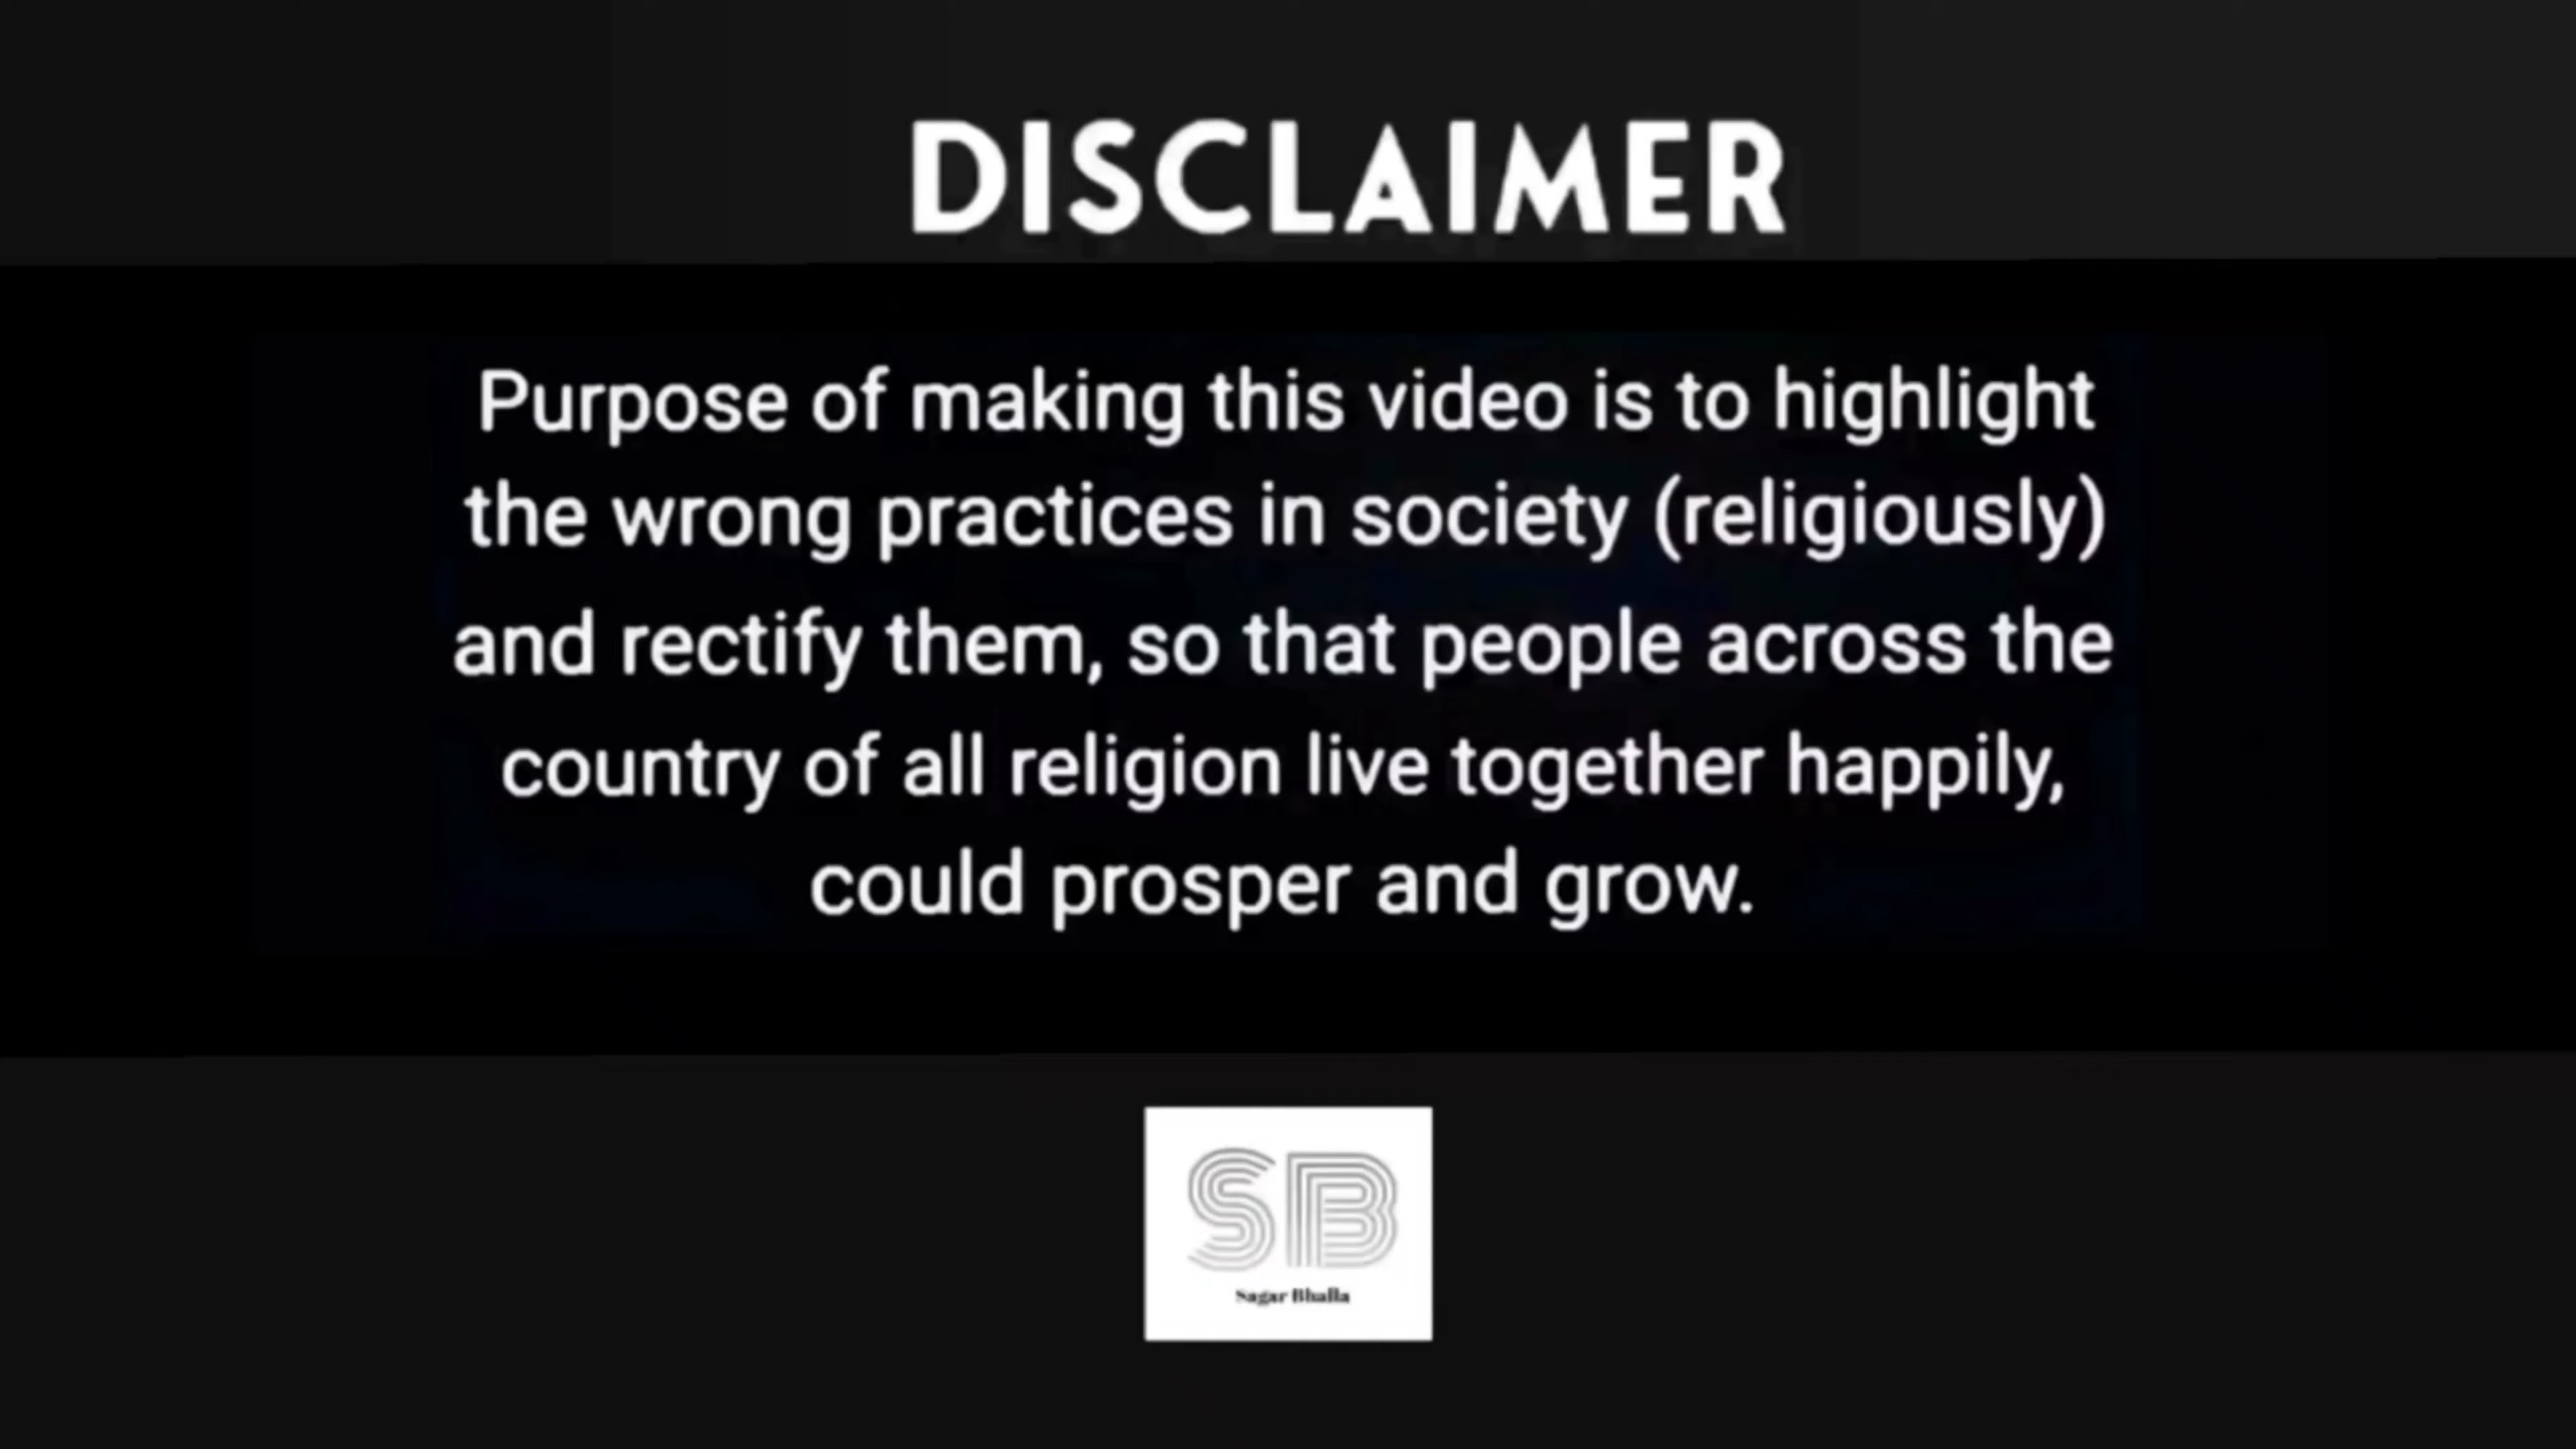 DISCLAIMER
Purpose of making this video is to highlight
the wrong practices in society (religiously)
and rectify them, so that people across the
country of all religion live together happily,
could prosper and grow.
SB
Sagar Bhalla